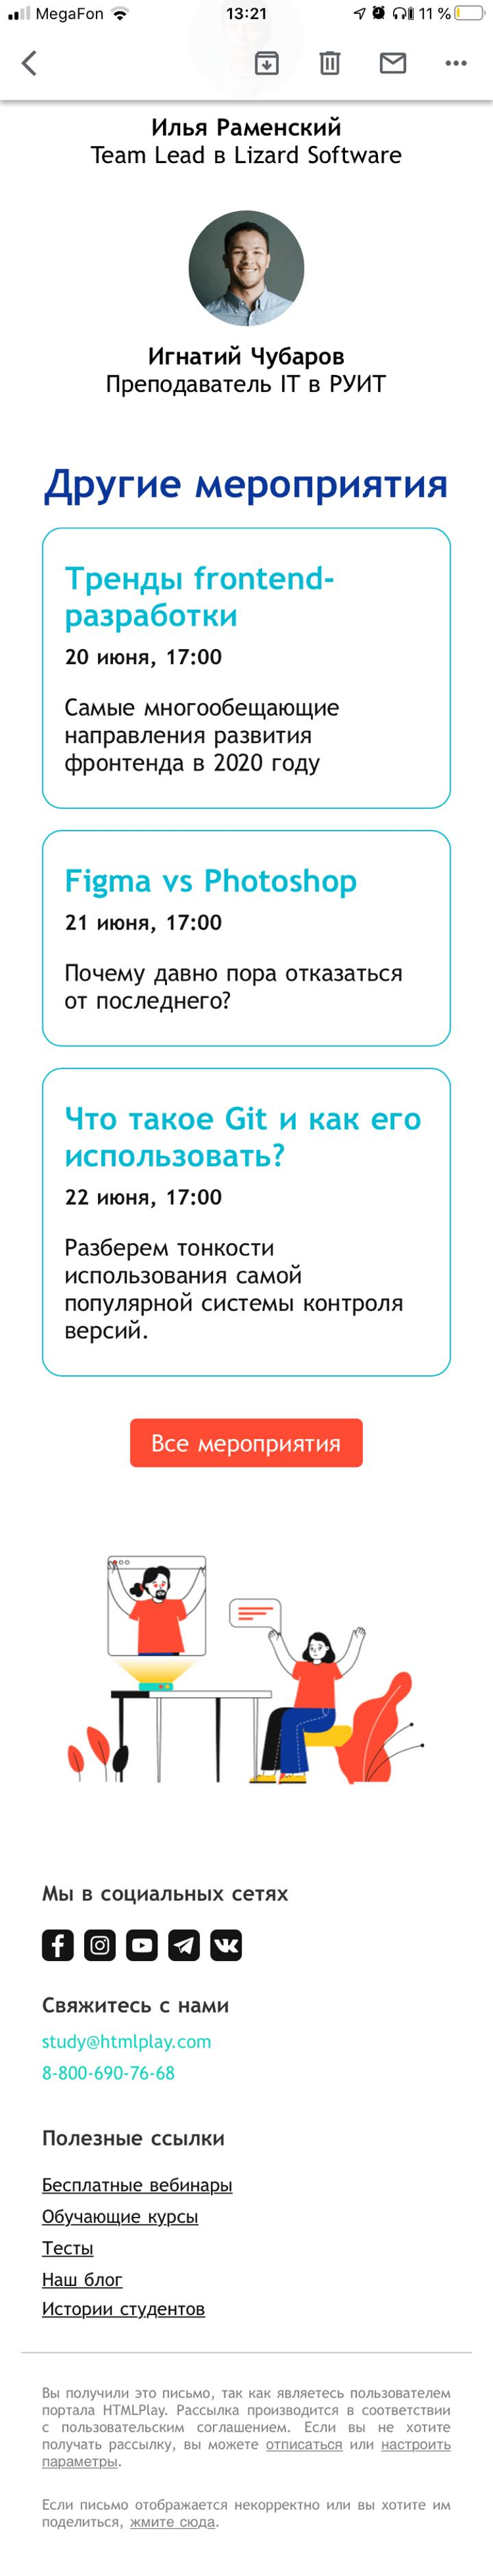 MegaFon
13:21
11 %
Илья Раменский
Team Lead в Lizard Software
Игнатий Чубаров
Преподаватель IT в РУИТ
Другие мероприятия
Тренды frontend-
разработки
20 июня, 17:00
Самые многообещающие
направления развития
фронтенда в 2020 году
Figma vs Photoshop
21 июня, 17:00
Почему давно пора отказаться
от последнего?
Что такое Git и как его
использовать?
22 июня, 17:00
Разберем тонкости
использования самой
популярной системы контроля
версий.
Все мероприятия
Мы в социальных сетях
Свяжитесь с нами
study@htmlplay.com
8-800-690-76-68
Полезные ссылки
Бесплатные вебинары
Обучающие курсы
Тесты
Наш блог
Истории студентов
Вы получили это письмо, так как являетесь пользователем
портала HTMLPlay. Рассылка производится в соответствии
с пользовательским соглашением. Если вы не хотите
получать рассылку, вы можете отписаться или настроить
параметры.
Если письмо отображается некорректно или вы хотите им
поделиться, жмите сюда.